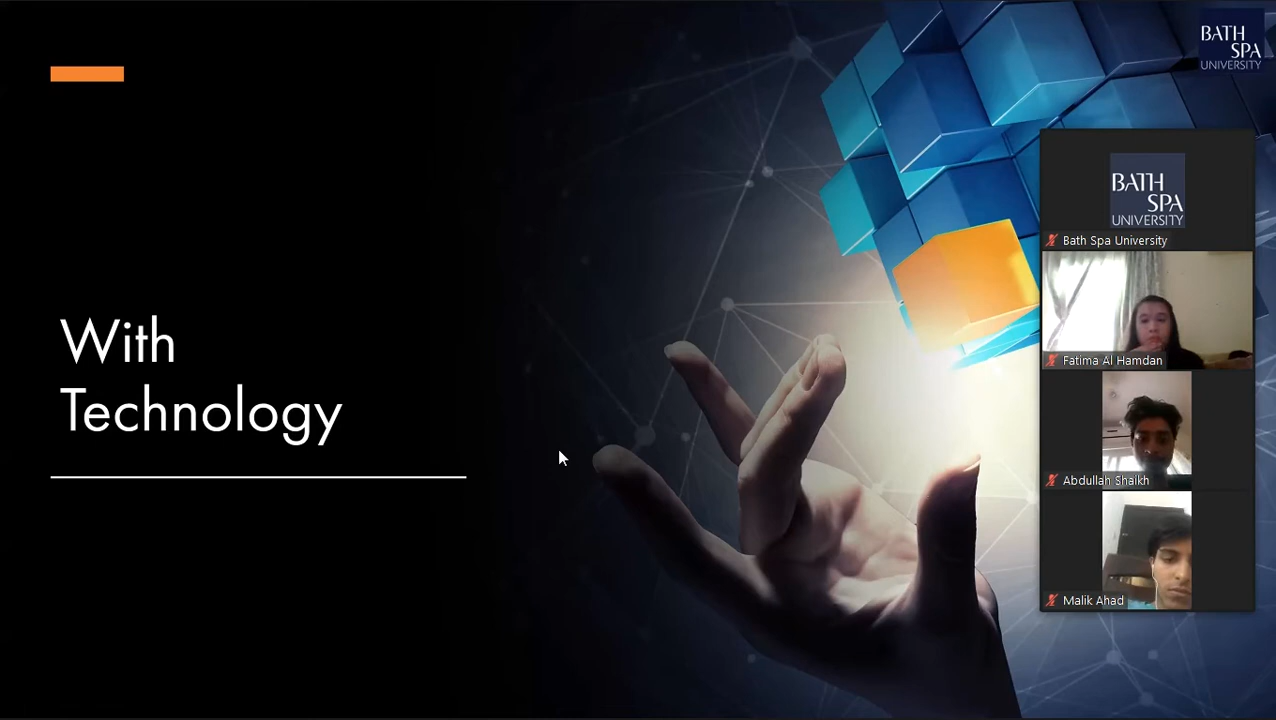 With
Technology
BATH
SPA
UNIVERSITY
BATH
SPA
UNIVERSITY
Bath Spa University
Fatima Al Hamdan
Abdullah Shaikh
Malik Ahad